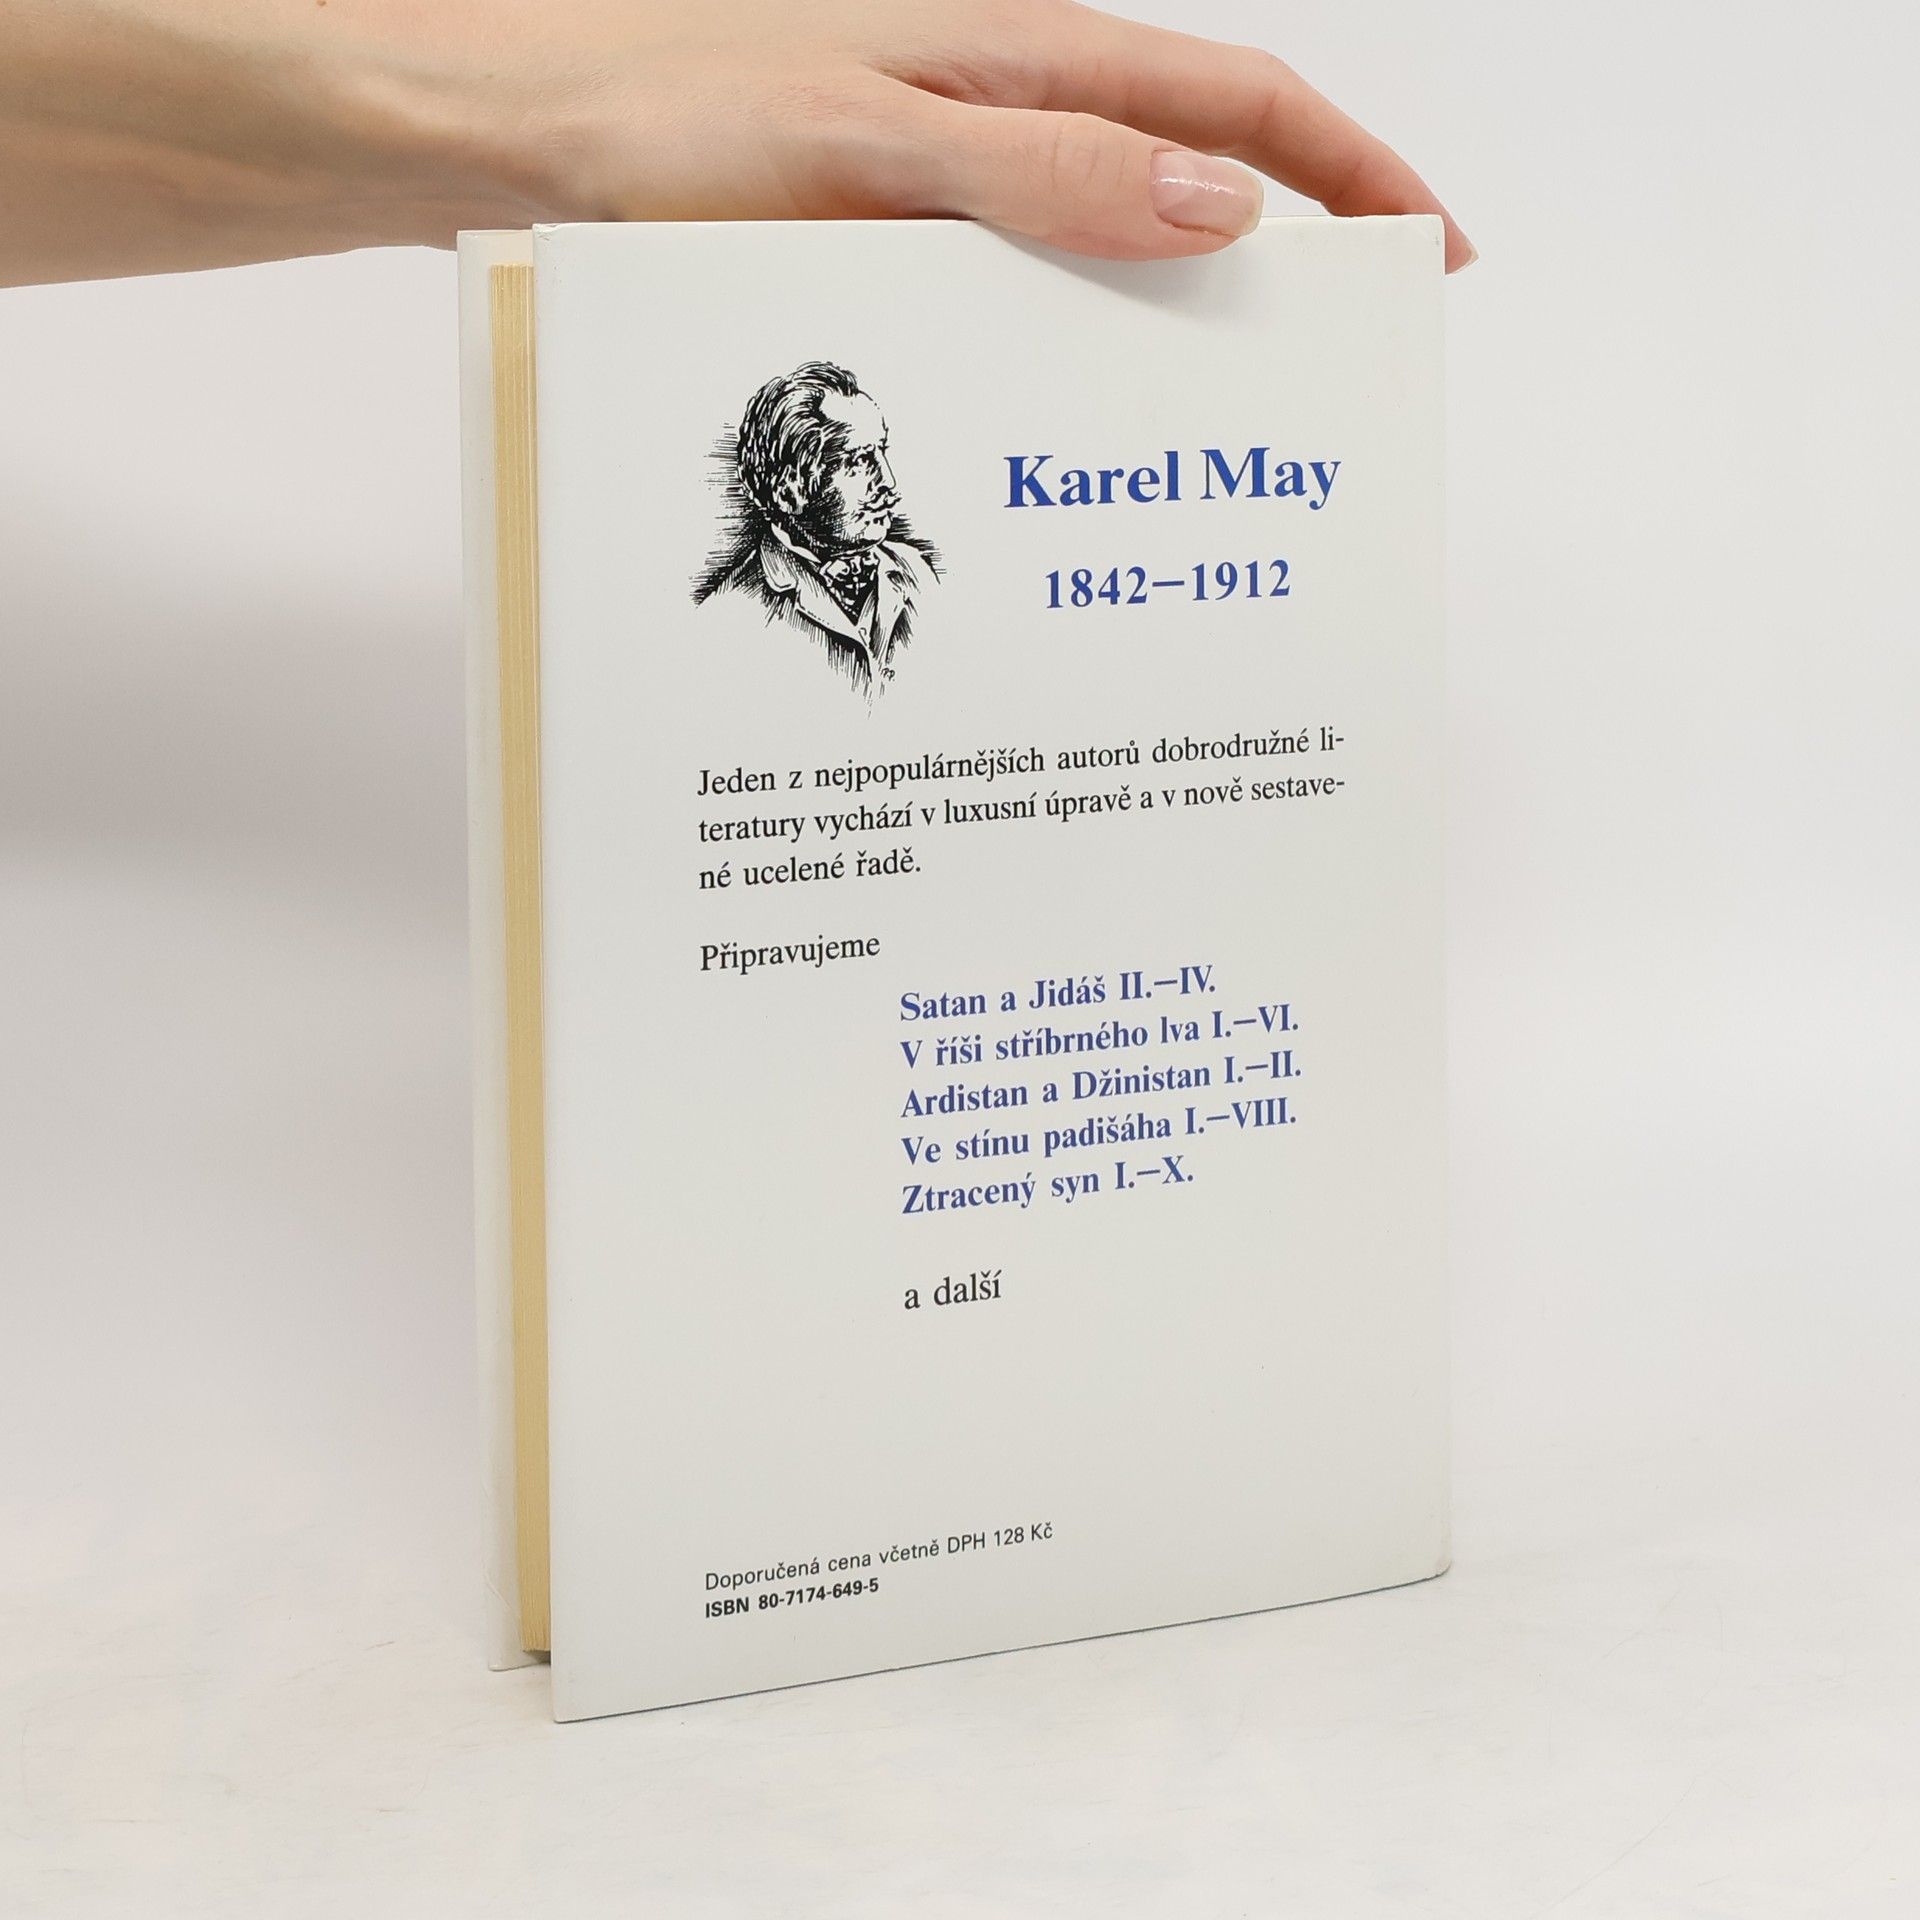 Karel May
1842–1912
Jeden z nejpopulárnějších autorů dobrodružné li-
teratury vychází v luxusní úpravě a v nově sestave-
né ucelené řadě.
Připravujeme
Satan a Jidáš II.–IV.
V říši stříbrného lva I.–VI.
Ardistan a Džinistan I.–II.
Ve stínu padišáha I.–VIII.
Ztracený syn I.–X.
a další
Doporučená cena včetně DPH 128 Kč
ISBN 80-7174-649-5